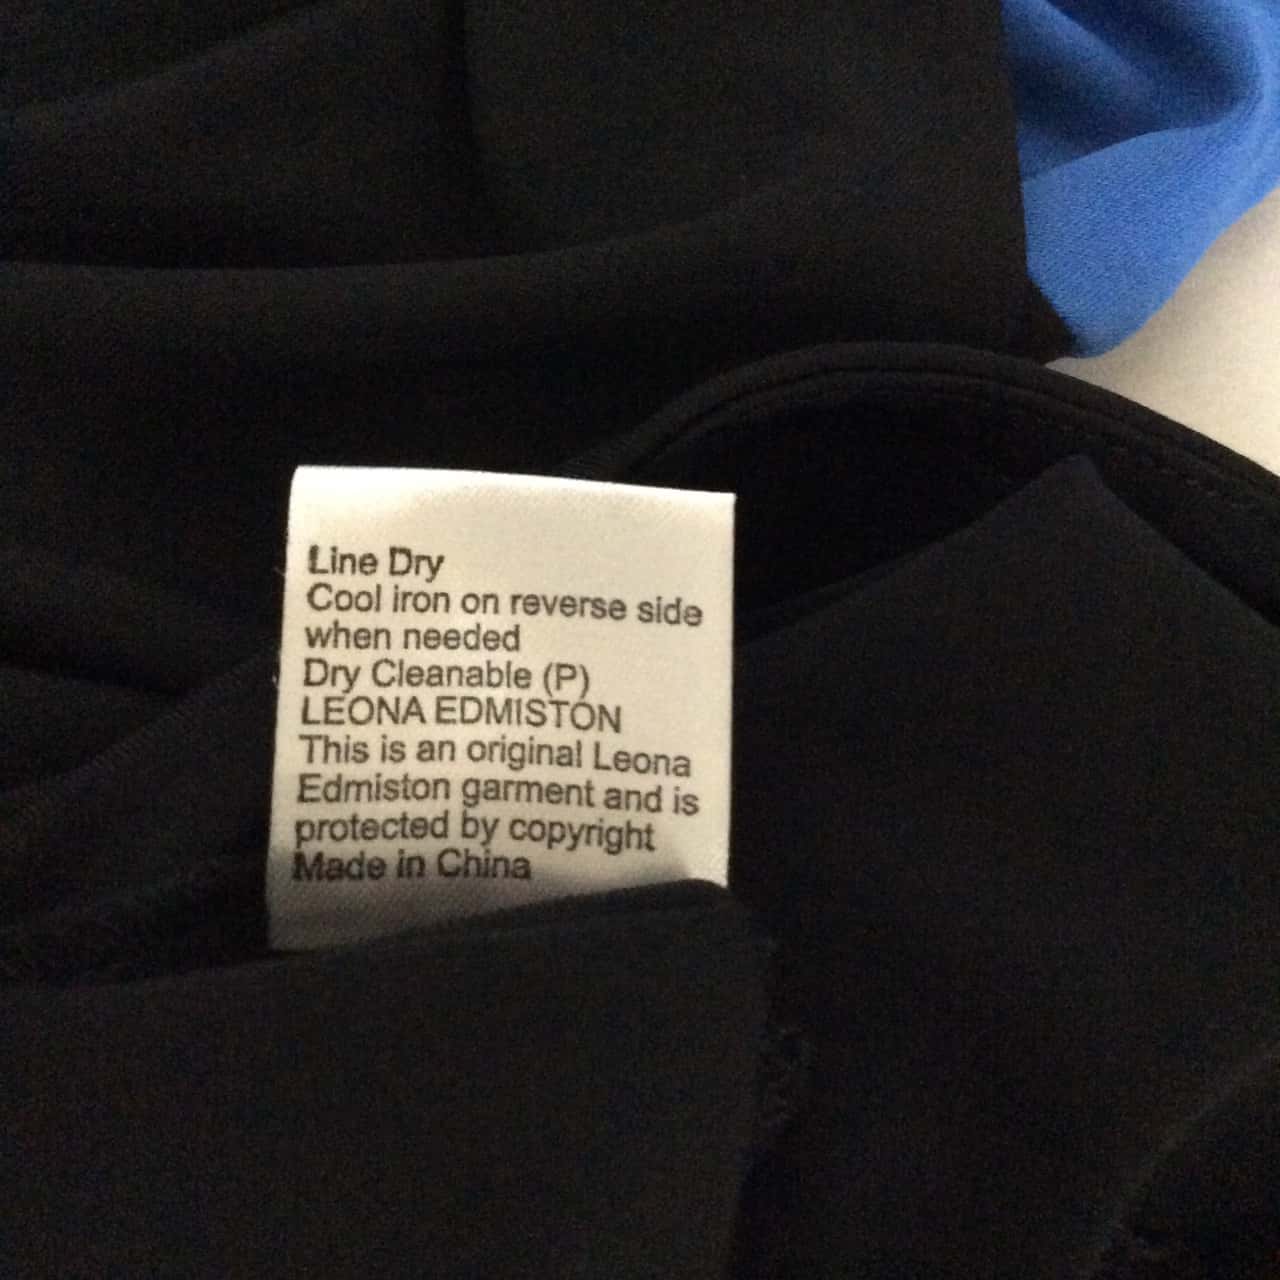 Line Dry
Cool iron on reverse side
when needed
Dry Cleanable (P)
LEONA EDMISTON
This is an original Leona
Edmiston garment and is
protected by copyright
Made in China